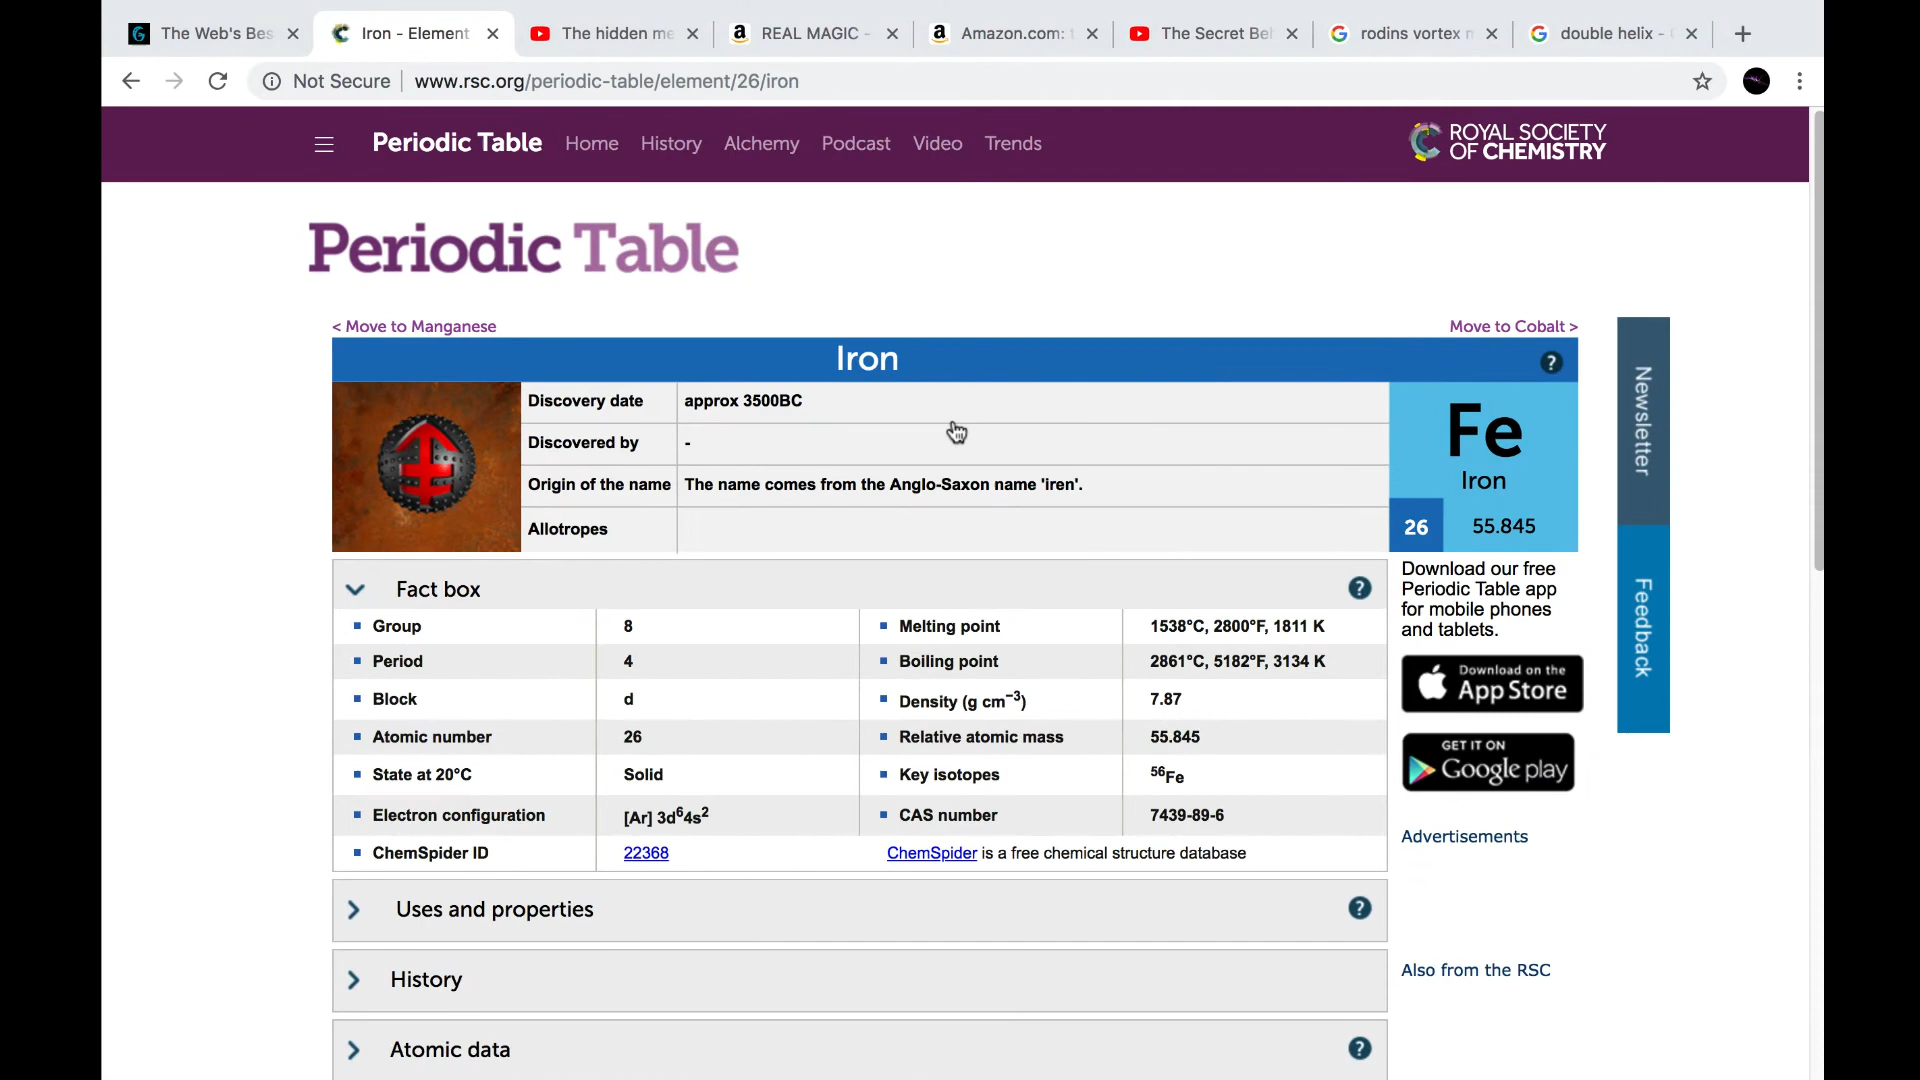 The Web's Bes
Iron - Element
The hidden me
REAL MAGIC -
Amazon.com: t
The Secret Bel
rodins vortex m
double helix -
Not Secure
www.rsc.org/periodic-table/element/26/iron
Periodic Table
Home
History
Alchemy
Podcast
Video
Trends
ROYAL SOCIETY
OF CHEMISTRY
Periodic Table
< Move to Manganese
Move to Cobalt >
Iron
?
Discovery date
approx 3500BC
Discovered by
-
Origin of the name
The name comes from the Anglo-Saxon name 'iren'.
Allotropes
Fe
Iron
26
55.845
Newsletter
Feedback
Download our free
Periodic Table app
for mobile phones
and tablets.
Download on the
App Store
GET IT ON
Google play
Advertisements
Also from the RSC
Fact box
?
Group
8
Melting point
1538°C, 2800°F, 1811 K
Period
4
Boiling point
2861°C, 5182°F, 3134 K
Block
d
Density (g cm⁻³)
7.87
Atomic number
26
Relative atomic mass
55.845
State at 20°C
Solid
Key isotopes
⁵⁶Fe
Electron configuration
[Ar] 3d⁶4s²
CAS number
7439-89-6
ChemSpider ID
22368
ChemSpider is a free chemical structure database
Uses and properties
?
History
Atomic data
?